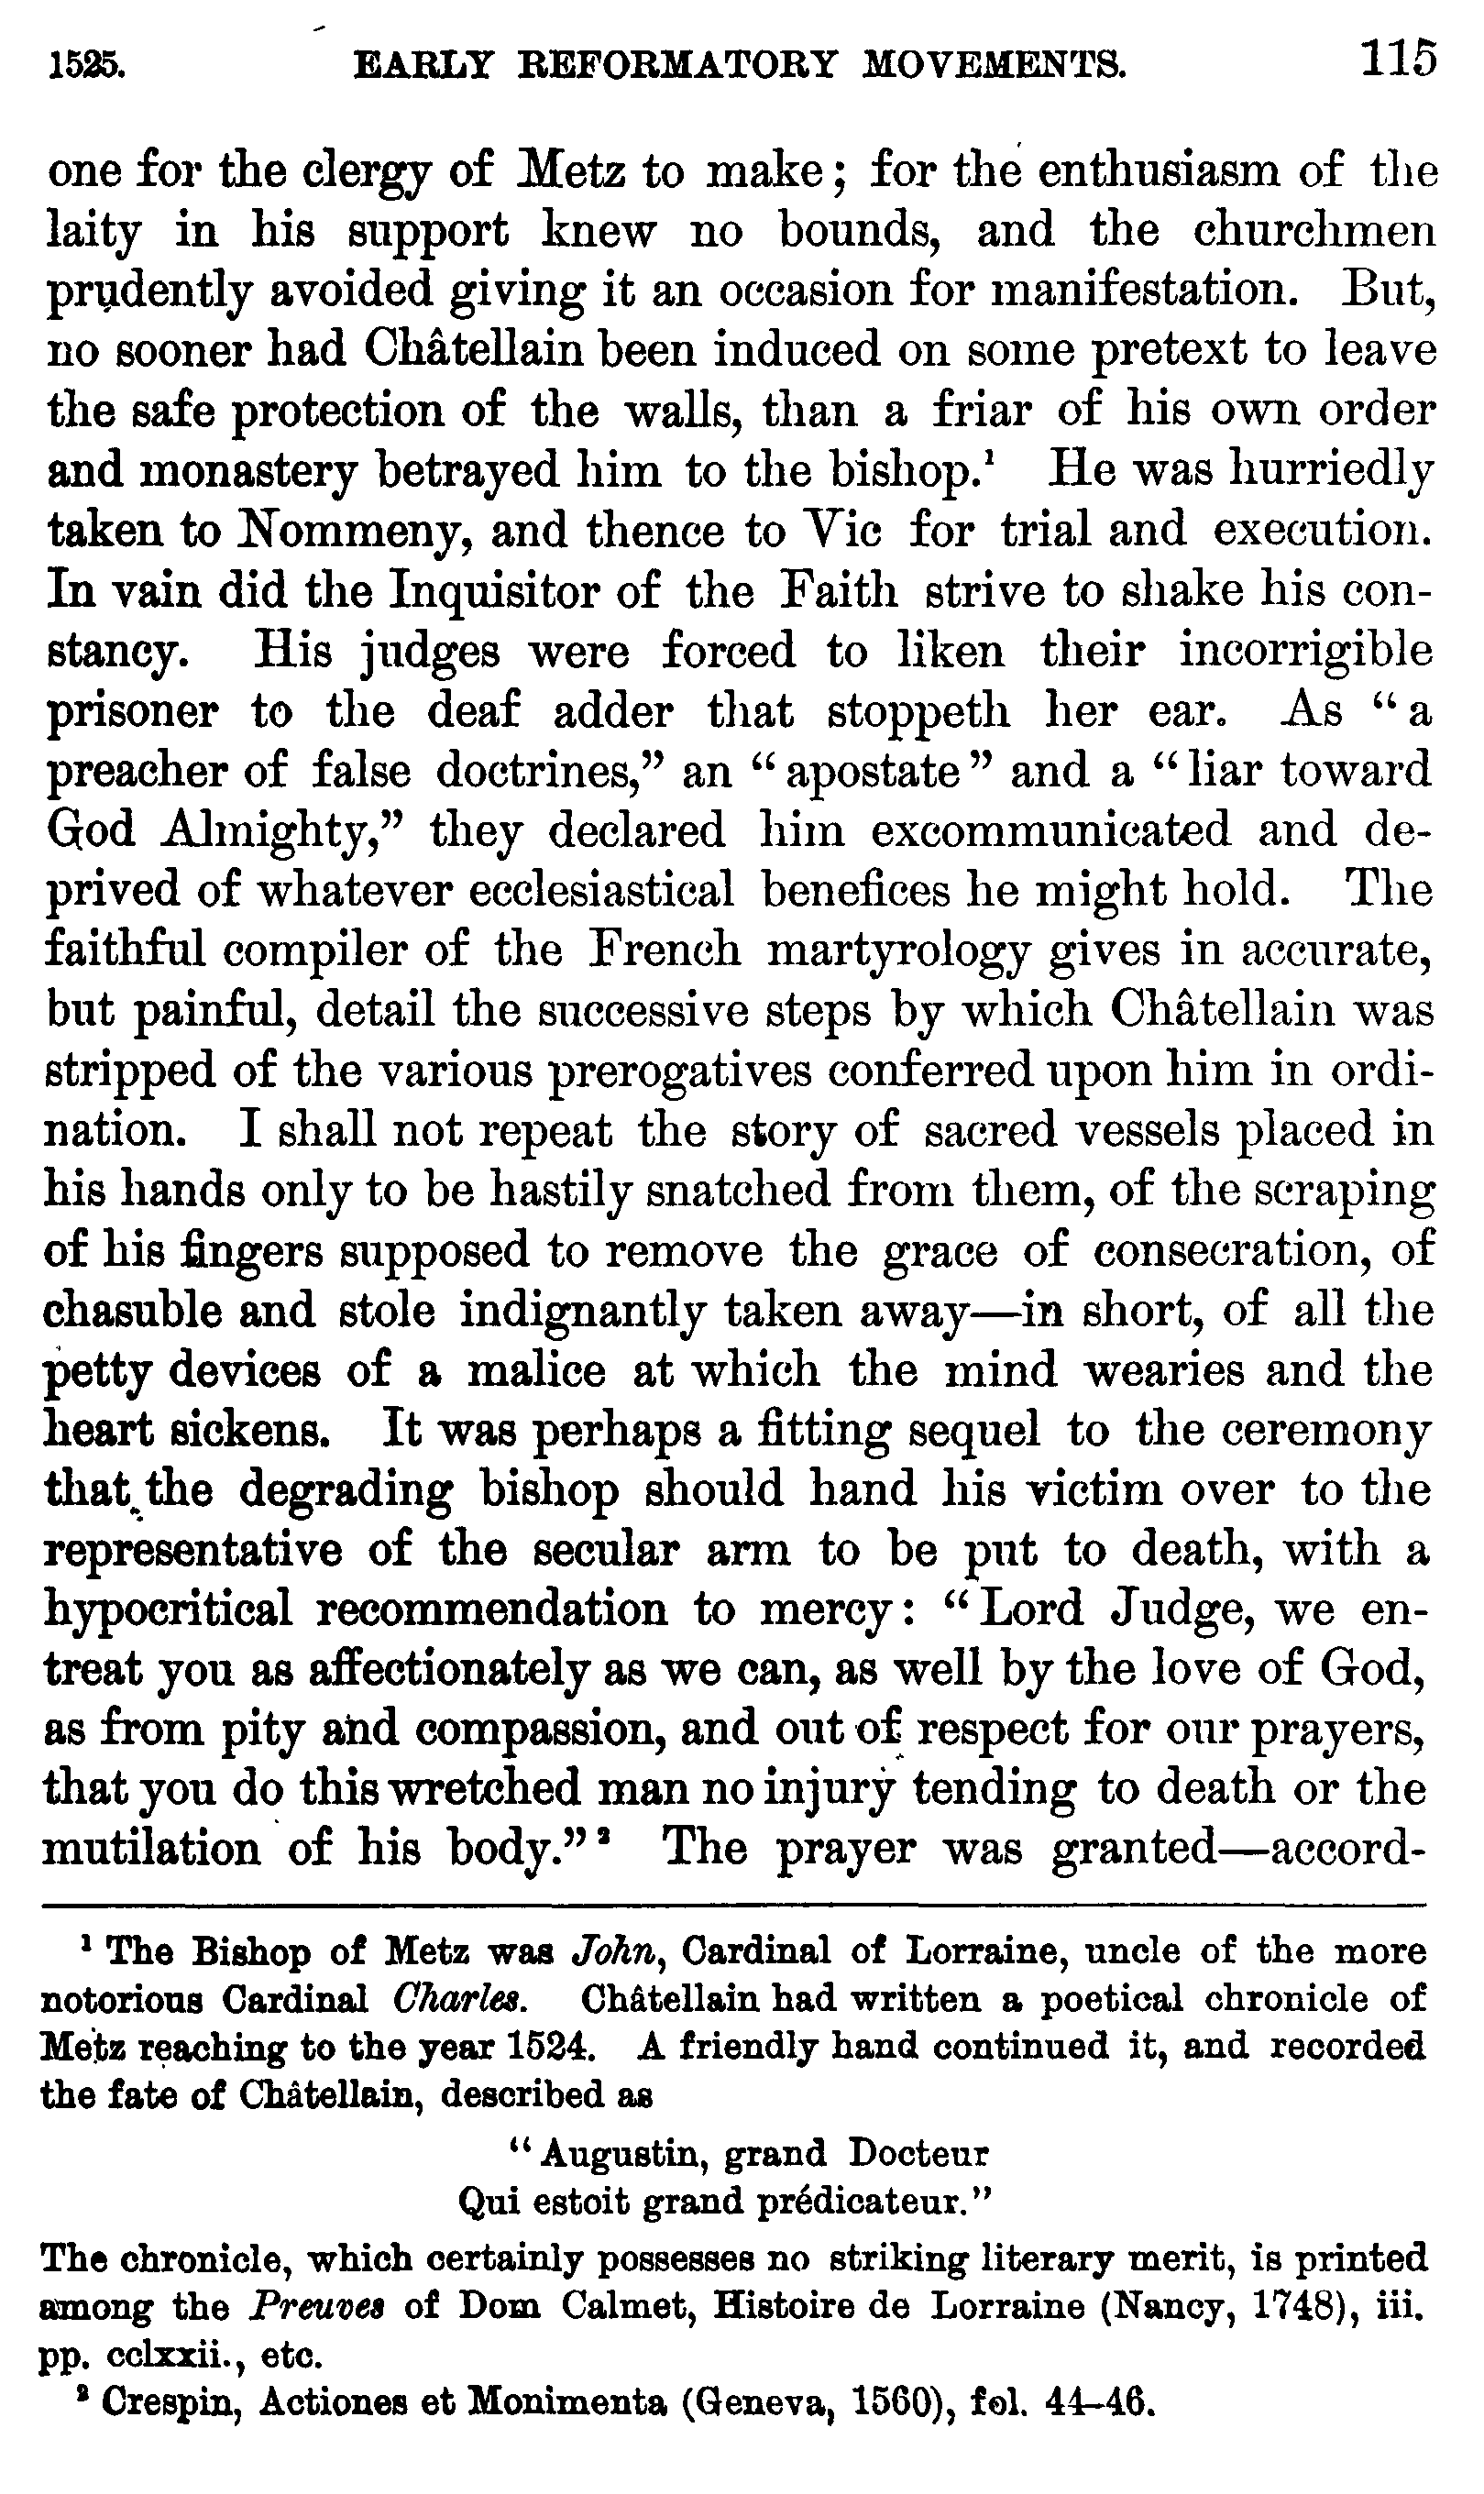 1525. EARLY REFORMATORY MOVEMENTS. 115
one for the clergy of Metz to make; for the enthusiasm of the
laity in his support knew no bounds, and the churchmen
prudently avoided giving it an occasion for manifestation. But,
no sooner had Châtellain been induced on some pretext to leave
the safe protection of the walls, than a friar of his own order
and monastery betrayed him to the bishop.¹ He was hurriedly
taken to Nommeny, and thence to Vic for trial and execution.
In vain did the Inquisitor of the Faith strive to shake his con-
stancy. His judges were forced to liken their incorrigible
prisoner to the deaf adder that stoppeth her ear. As “a
preacher of false doctrines,” an “apostate” and a “liar toward
God Almighty,” they declared him excommunicated and de-
prived of whatever ecclesiastical benefices he might hold. The
faithful compiler of the French martyrology gives in accurate,
but painful, detail the successive steps by which Châtellain was
stripped of the various prerogatives conferred upon him in ordi-
nation. I shall not repeat the story of sacred vessels placed in
his hands only to be hastily snatched from them, of the scraping
of his fingers supposed to remove the grace of consecration, of
chasuble and stole indignantly taken away—in short, of all the
petty devices of a malice at which the mind wearies and the
heart sickens. It was perhaps a fitting sequel to the ceremony
that the degrading bishop should hand his victim over to the
representative of the secular arm to be put to death, with a
hypocritical recommendation to mercy: “Lord Judge, we en-
treat you as affectionately as we can, as well by the love of God,
as from pity and compassion, and out of respect for our prayers,
that you do this wretched man no injury tending to death or the
mutilation of his body.”² The prayer was granted—accord-
¹ The Bishop of Metz was John, Cardinal of Lorraine, uncle of the more
notorious Cardinal Charles. Châtellain had written a poetical chronicle of
Metz reaching to the year 1524. A friendly hand continued it, and recorded
the fate of Châtellain, described as
“Augustin, grand Docteur
Qui estoit grand prédicateur.”
The chronicle, which certainly possesses no striking literary merit, is printed
among the Preuves of Dom Calmet, Histoire de Lorraine (Nancy, 1748), iii.
pp. cclxxii., etc.
² Crespin, Actiones et Monimenta (Geneva, 1560), fol. 44–46.